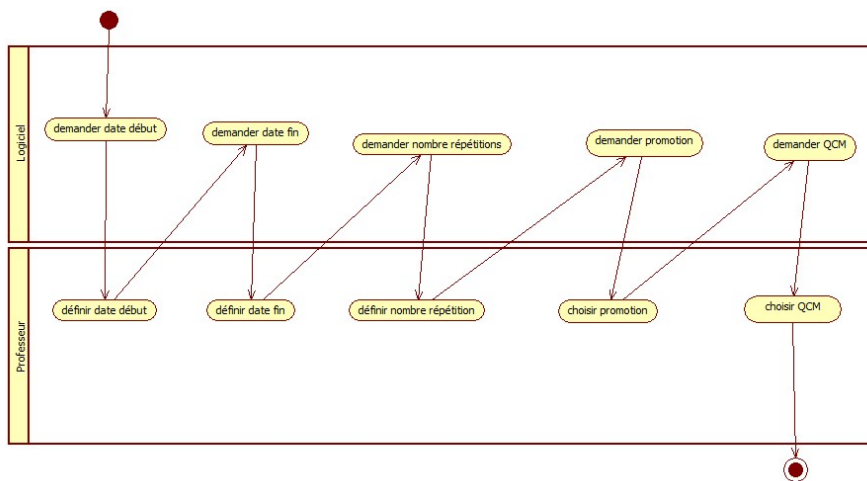 Logiciel
demander date début
demander date fin
demander nombre répétitions
demander promotion
demander QCM
Professeur
définir date début
définir date fin
définir nombre répétition
choisir promotion
choisir QCM